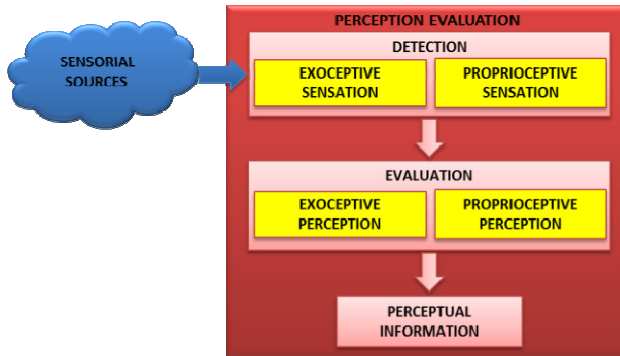 PERCEPTION EVALUATION
DETECTION
SENSORIAL
SOURCES
EXOCEPTIVE
SENSATION
PROPRIOCEPTIVE
SENSATION
EVALUATION
EXOCEPTIVE
PERCEPTION
PROPRIOCEPTIVE
PERCEPTION
PERCEPTUAL
INFORMATION